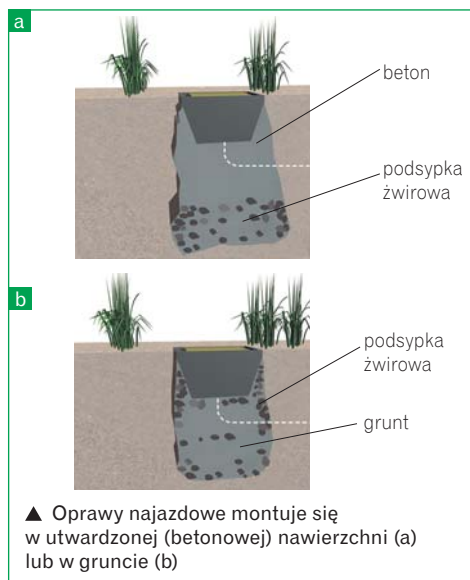 a
beton
podsypka
żwirowa
b
podsypka
żwirowa
grunt
▲ Oprawy najazdowe montuje się
w utwardzonej (betonowej) nawierzchni (a)
lub w gruncie (b)